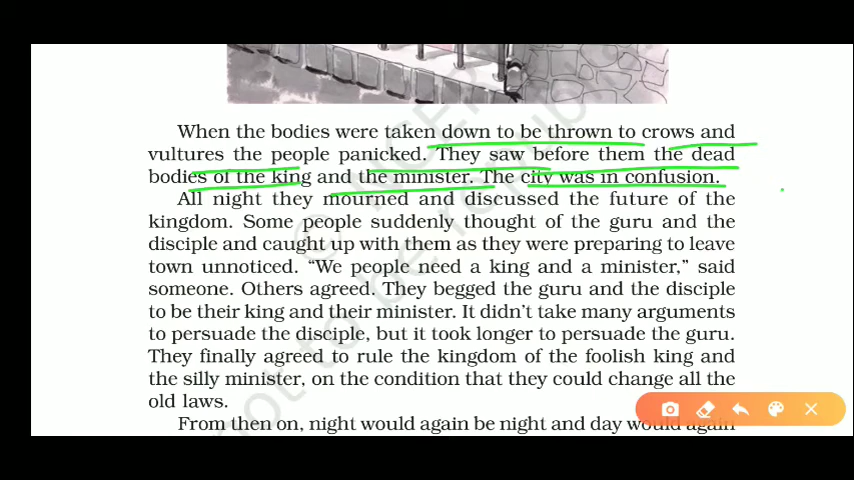 When the bodies were taken down to be thrown to crows and
vultures the people panicked. They saw before them the dead
bodies of the king and the minister. The city was in confusion.
All night they mourned and discussed the future of the
kingdom. Some people suddenly thought of the guru and the
disciple and caught up with them as they were preparing to leave
town unnoticed. “We people need a king and a minister,” said
someone. Others agreed. They begged the guru and the disciple
to be their king and their minister. It didn’t take many arguments
to persuade the disciple, but it took longer to persuade the guru.
They finally agreed to rule the kingdom of the foolish king and
the silly minister, on the condition that they could change all the
old laws.
From then on, night would again be night and day would again
© NCERT
not to be republished